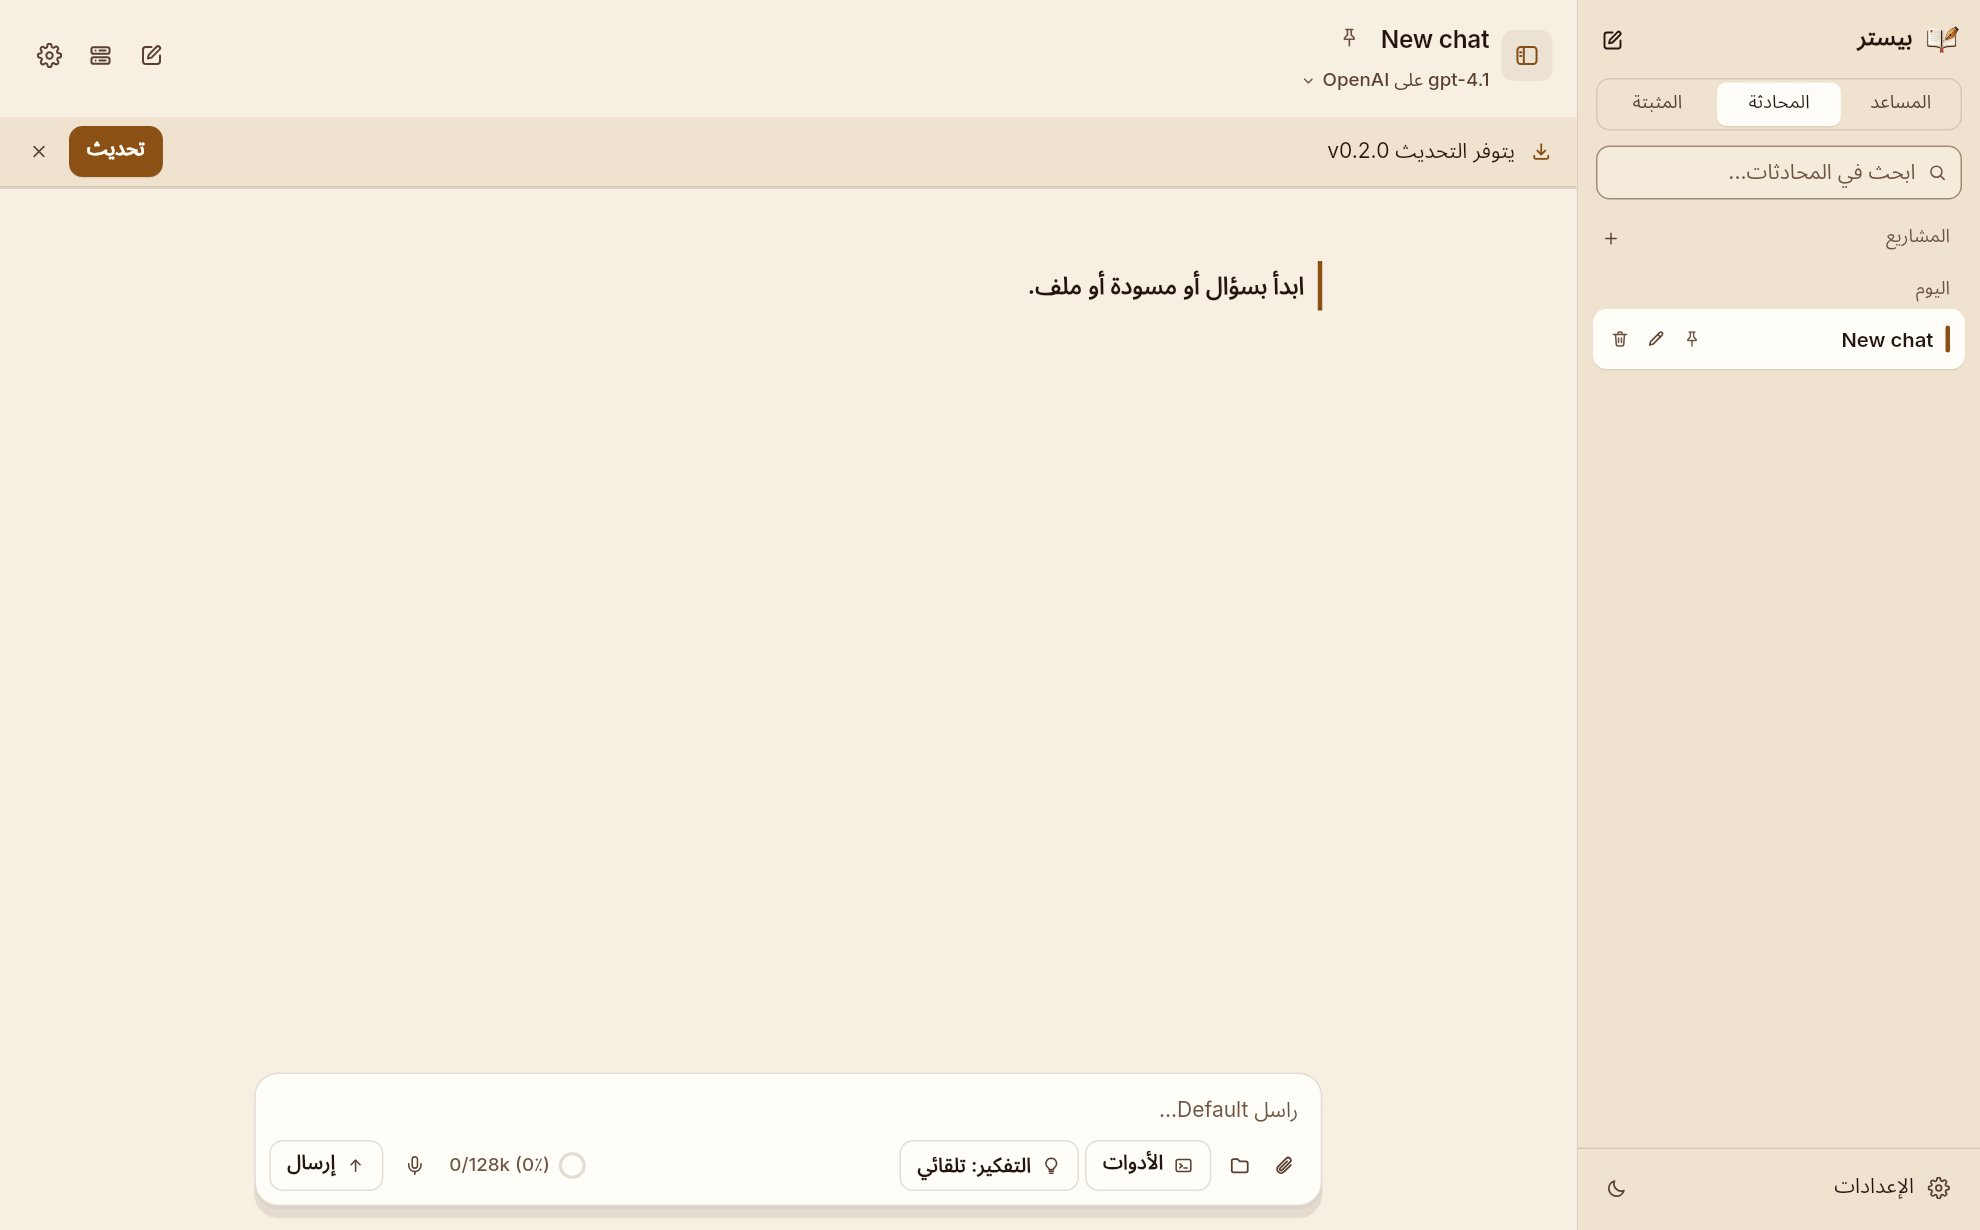 بيستر
المساعد
المحادثة
المثبتة
ابحث في المحادثات...
المشاريع
اليوم
New chat
الإعدادات
New chat
gpt-4.1 على OpenAI
يتوفر التحديث v0.2.0
تحديث
ابدأ بسؤال أو مسودة أو ملف.
راسل Default...
الأدوات
التفكير: تلقائي
0/128k (0٪)
إرسال